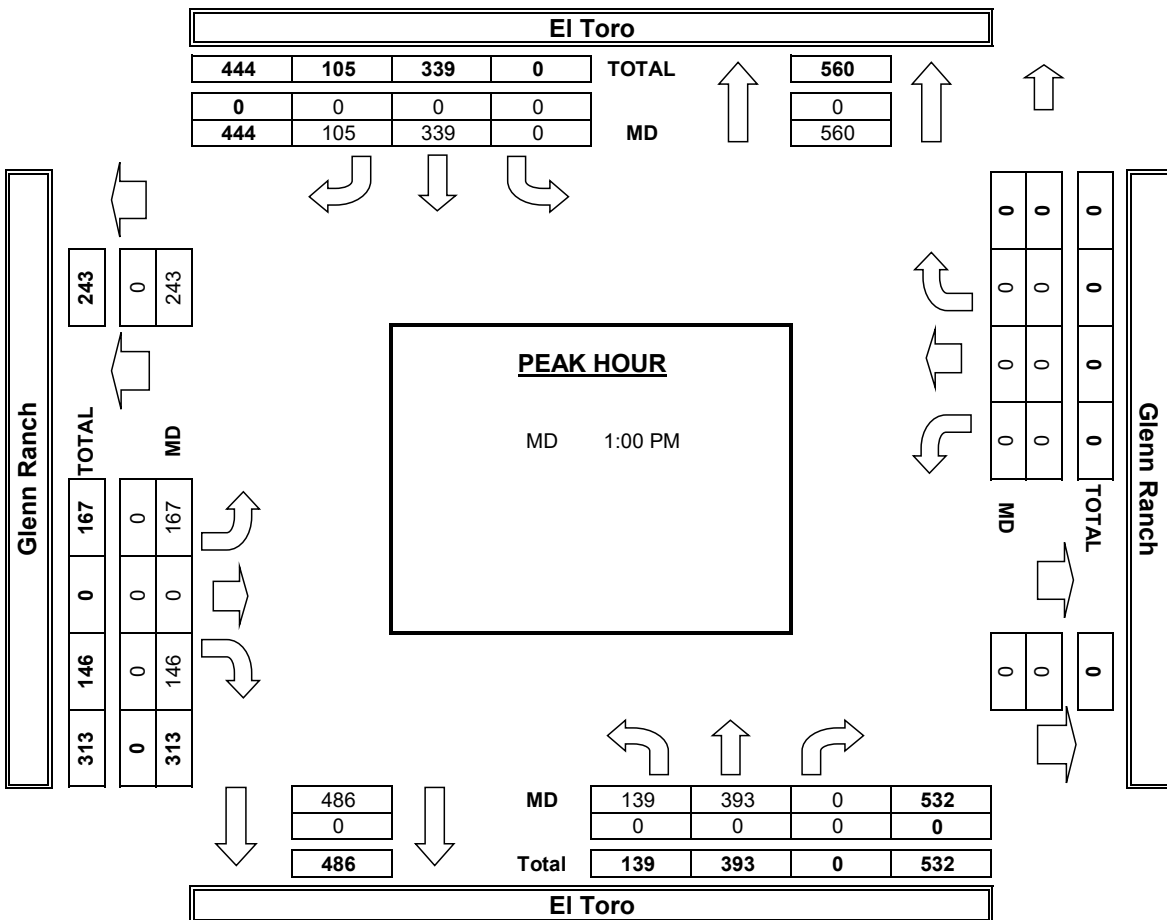 El Toro
444 105 339 0 TOTAL 560
0 0 0 0 0
444 105 339 0 MD 560
Glenn Ranch
243 0 243
TOTAL MD
167 0 167
0 0 0
146 0 146
313 0 313
PEAK HOUR
MD 1:00 PM
0 0 0
0 0 0
0 0 0
0 0 0
MD TOTAL
0 0 0
Glenn Ranch
486 MD 139 393 0 532
0 0 0 0 0
486 Total 139 393 0 532
El Toro